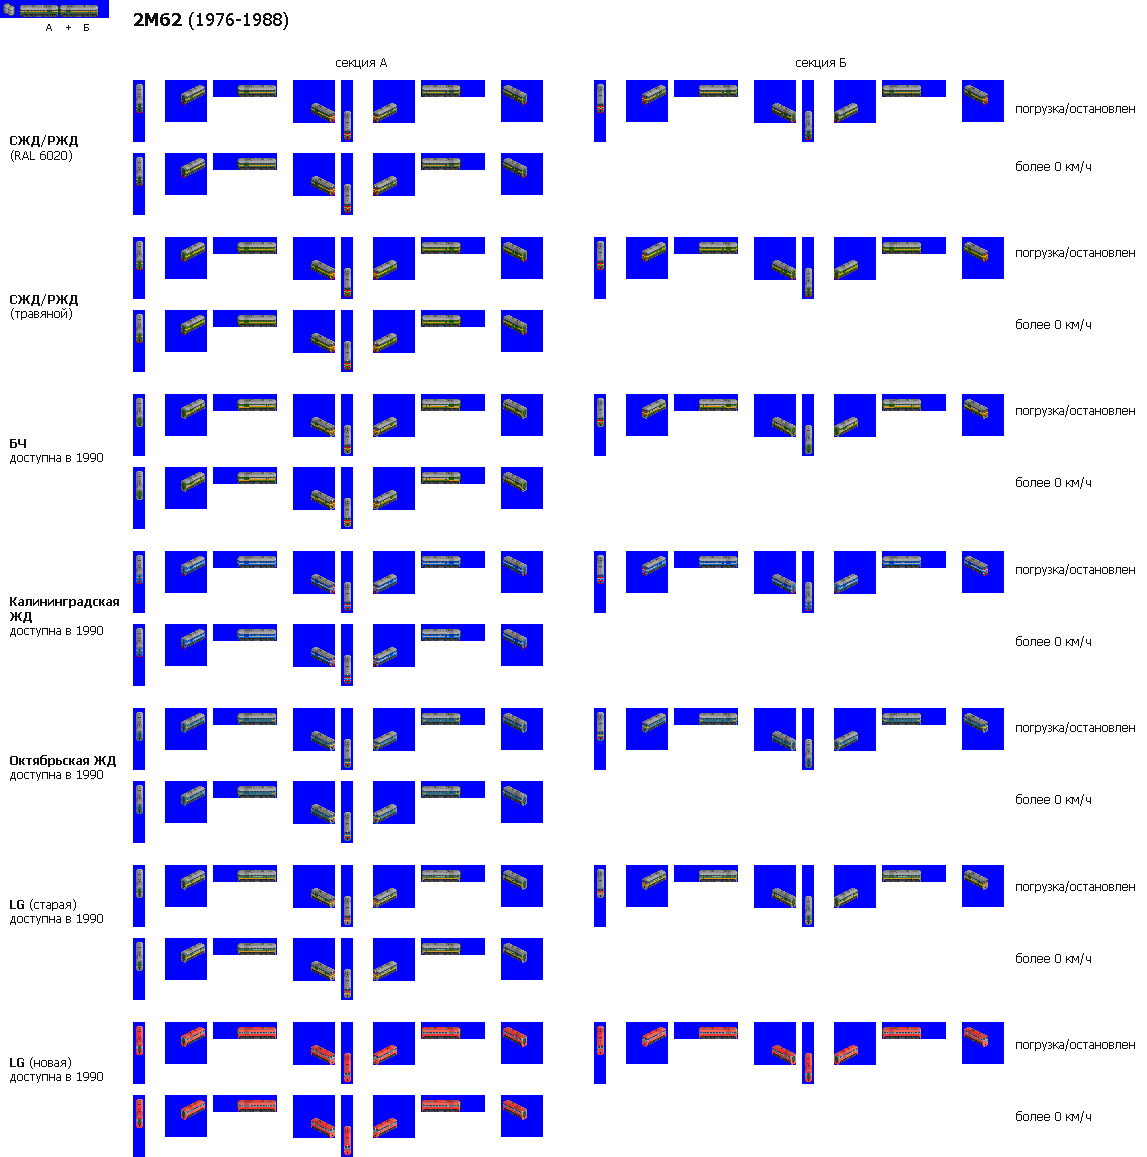 2М62 (1976-1988)
А + Б
секция А
секция Б
погрузка/остановлен
СЖД/РЖД
(RAL 6020)
более 0 км/ч
погрузка/остановлен
СЖД/РЖД
(травяной)
более 0 км/ч
погрузка/остановлен
БЧ
доступна в 1990
более 0 км/ч
погрузка/остановлен
Калининградская
ЖД
доступна в 1990
более 0 км/ч
погрузка/остановлен
Октябрьская ЖД
доступна в 1990
более 0 км/ч
погрузка/остановлен
LG (старая)
доступна в 1990
более 0 км/ч
погрузка/остановлен
LG (новая)
доступна в 1990
более 0 км/ч